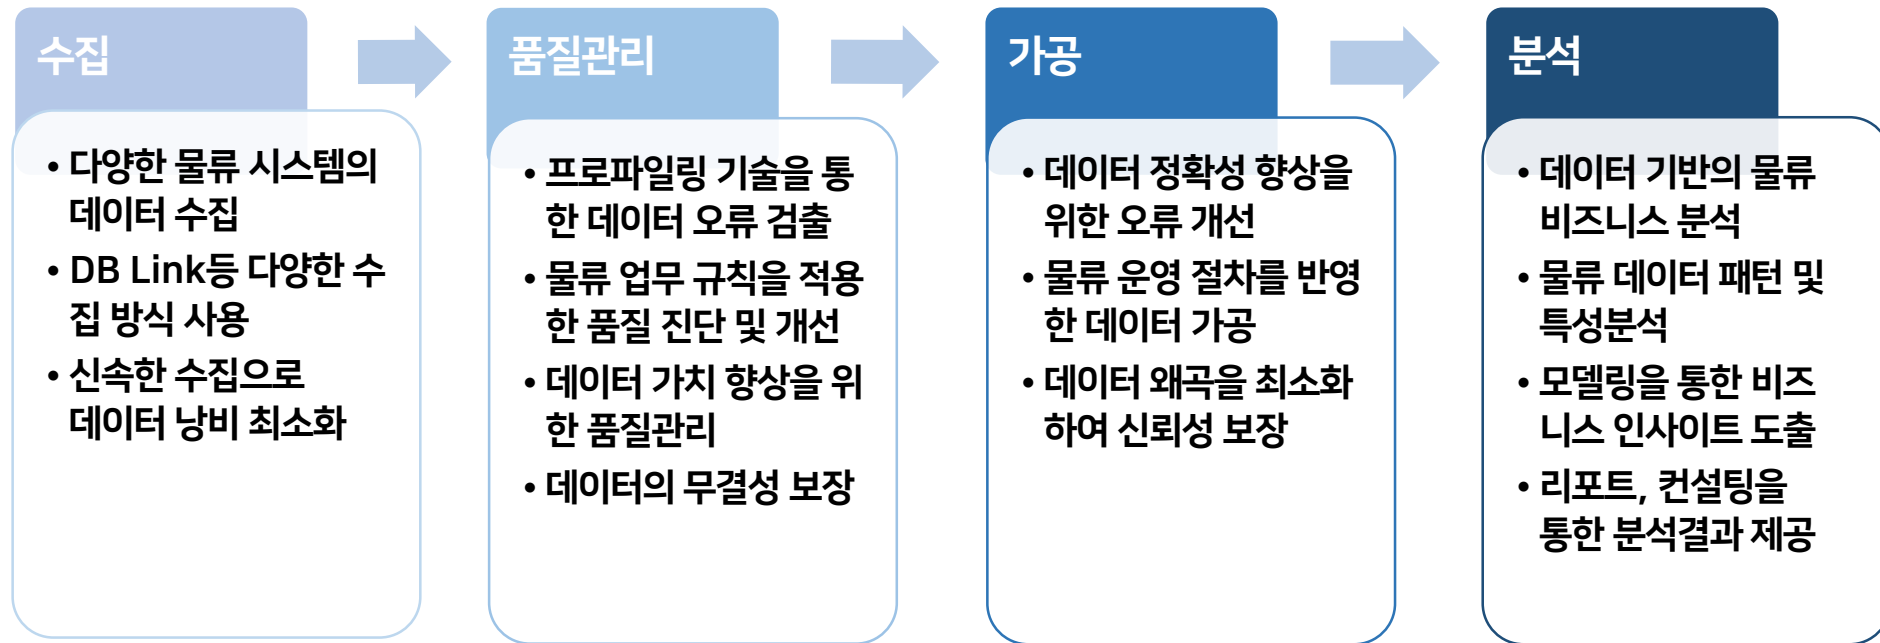 수집
• 다양한 물류 시스템의
데이터 수집
• DB Link등 다양한 수
집 방식 사용
• 신속한 수집으로
데이터 낭비 최소화
품질관리
• 프로파일링 기술을 통
한 데이터 오류 검출
• 물류 업무 규칙을 적용
한 품질 진단 및 개선
• 데이터 가치 향상을 위
한 품질관리
• 데이터의 무결성 보장
가공
• 데이터 정확성 향상을
위한 오류 개선
• 물류 운영 절차를 반영
한 데이터 가공
• 데이터 왜곡을 최소화
하여 신뢰성 보장
분석
• 데이터 기반의 물류
비즈니스 분석
• 물류 데이터 패턴 및
특성분석
• 모델링을 통한 비즈
니스 인사이트 도출
• 리포트, 컨설팅을
통한 분석결과 제공